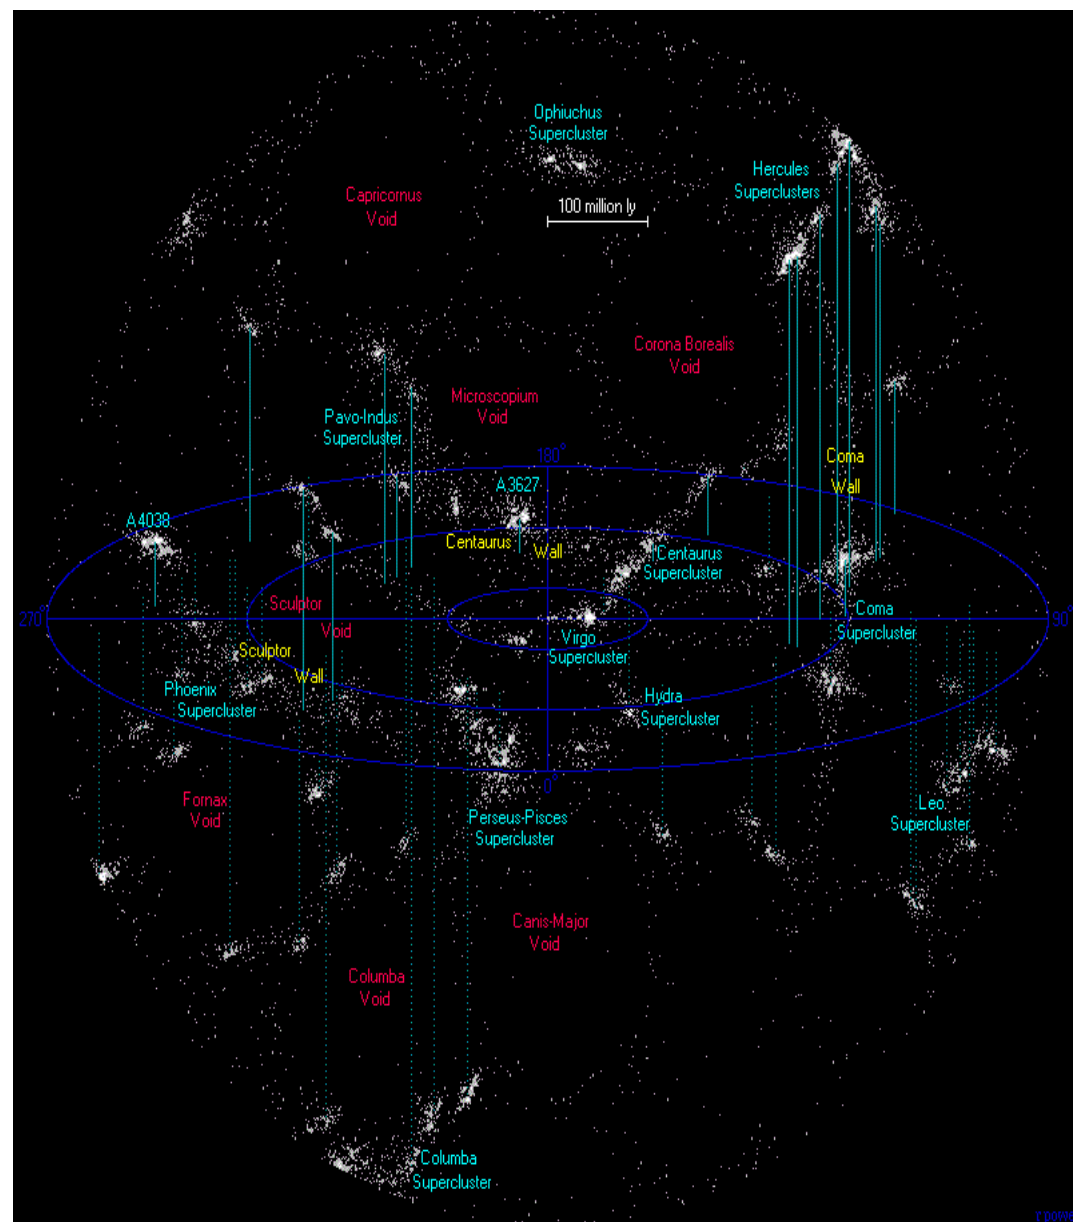 Ophiuchus
Supercluster
Hercules
Superclusters
Capricornus
Void
100 million ly
Corona Borealis
Void
Microscopium
Void
Pavo-Indus
Supercluster
Coma
Wall
180°
A3627
A4038
Centaurus
Wall
Centaurus
Supercluster
Sculptor
Void
270°
90°
Coma
Supercluster
Virgo
Supercluster
Sculptor
Wall
Phoenix
Supercluster
Hydra
Supercluster
0°
Fornax
Void
Perseus-Pisces
Supercluster
Leo
Supercluster
Canis-Major
Void
Columba
Void
Columba
Supercluster